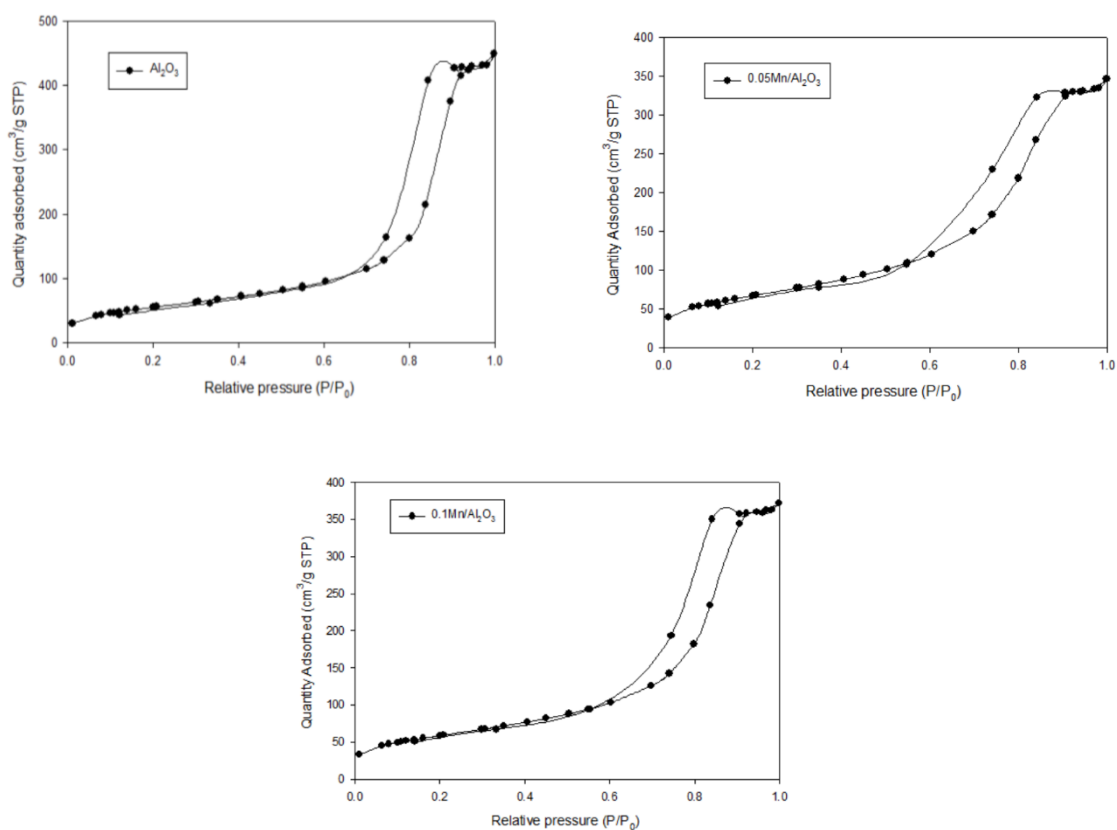 500
400
300
200
100
0
Quantity adsorbed (cm³/g STP)
Al₂O₃
0.0 0.2 0.4 0.6 0.8 1.0
Relative pressure (P/P₀)
400
350
300
250
200
150
100
50
0
Quantity Adsorbed (cm³/g STP)
0.05Mn/Al₂O₃
0.0 0.2 0.4 0.6 0.8 1.0
Relative pressure (P/P₀)
400
350
300
250
200
150
100
50
0
Quantity Adsorbed (cm³/g STP)
0.1Mn/Al₂O₃
0.0 0.2 0.4 0.6 0.8 1.0
Relative pressure (P/P₀)